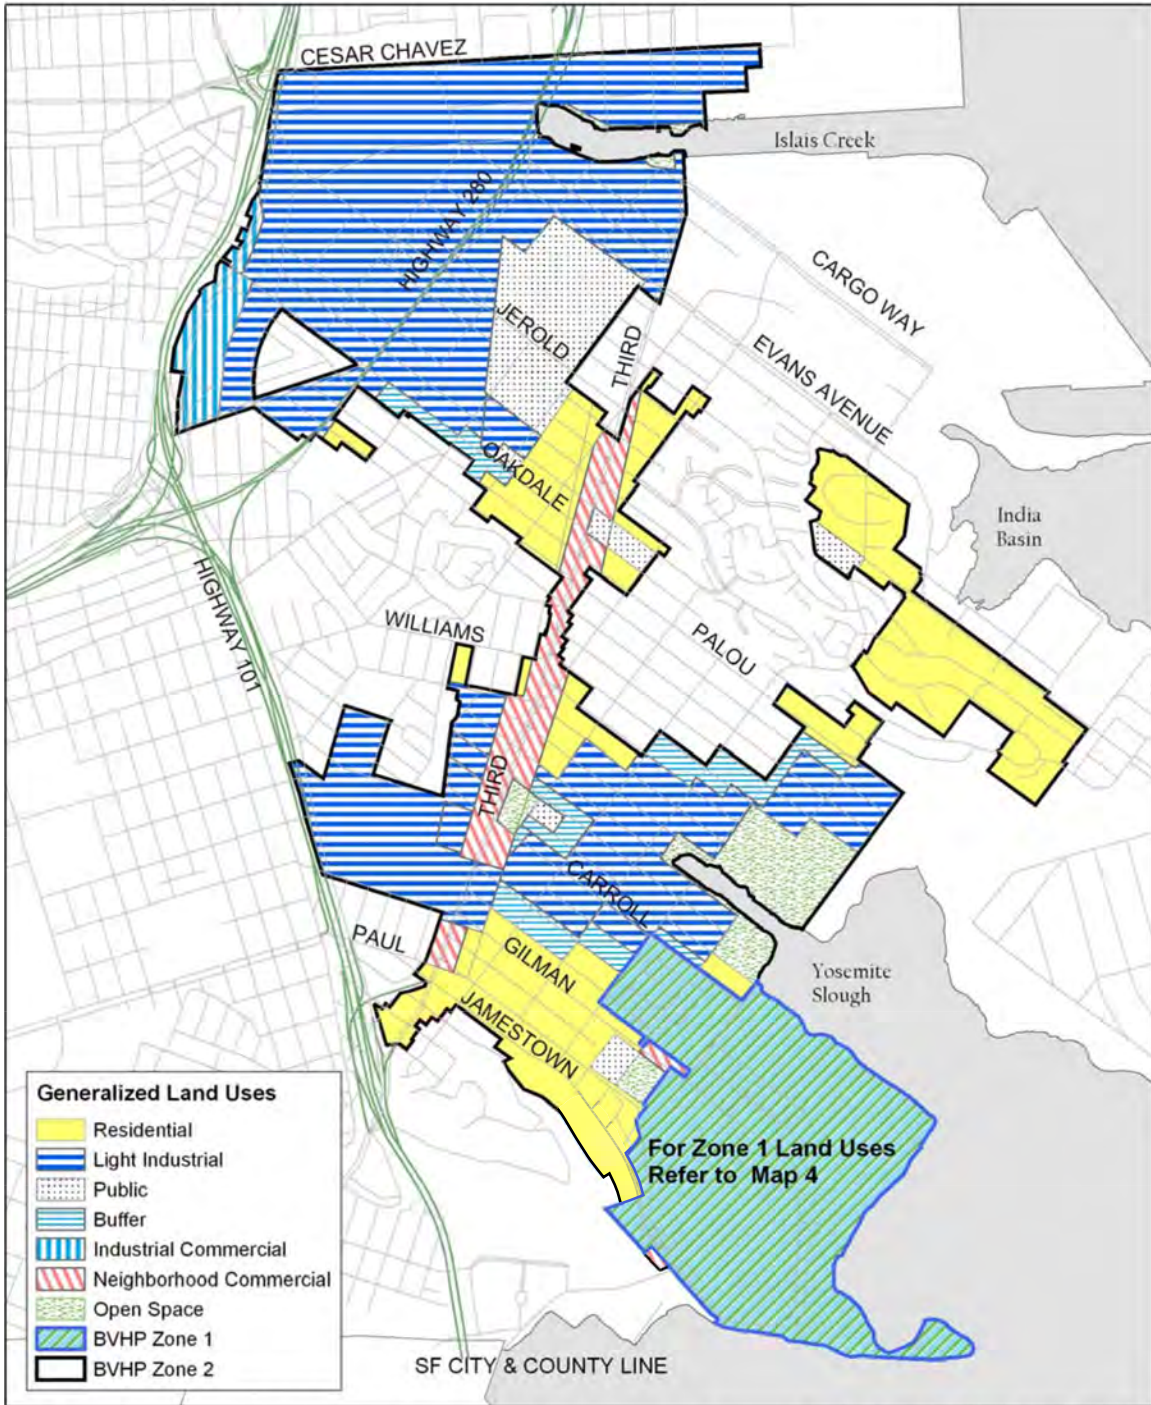 CESAR CHAVEZ
Islais Creek
HIGHWAY 280
CARGO WAY
JEROLD
THIRD
EVANS AVENUE
OAKDALE
India
Basin
HIGHWAY 101
WILLIAMS
PALOU
THIRD
CARROLL
PAUL
GILMAN
Yosemite
Slough
JAMESTOWN
For Zone 1 Land Uses
Refer to Map 4
Generalized Land Uses
Residential
Light Industrial
Public
Buffer
Industrial Commercial
Neighborhood Commercial
Open Space
BVHP Zone 1
BVHP Zone 2
SF CITY & COUNTY LINE